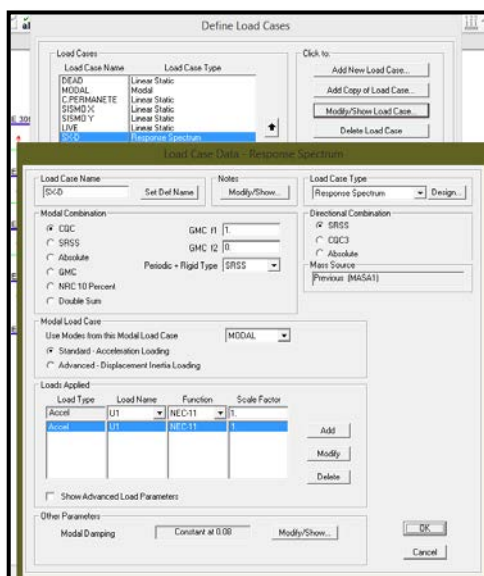 Define Load Cases
Load Cases
Click to:
Load Case Name Load Case Type
DEAD Linear Static
MODAL Modal
C.PERMANETE Linear Static
SISMO X Linear Static
SISMO Y Linear Static
LIVE Linear Static
SX-D Response Spectrum
Add New Load Case...
Add Copy of Load Case...
Modify/Show Load Case...
Delete Load Case
Load Case Data - Response Spectrum
Load Case Name
SX-D Set Def Name
Notes
Modify/Show...
Load Case Type
Response Spectrum Design...
Modal Combination
CQC
SRSS
Absolute
GMC
NRC 10 Percent
Double Sum
GMC f1 1.
GMC f2 0.
Periodic + Rigid Type SRSS
Directional Combination
SRSS
CQC3
Absolute
Mass Source
Previous (MASA1)
Modal Load Case
Use Modes from this Modal Load Case MODAL
Standard - Acceleration Loading
Advanced - Displacement Inertia Loading
Loads Applied
Load Type Load Name Function Scale Factor
Accel U1 NEC-11 1.
Accel U1 NEC-11 1.
Add
Modify
Delete
Show Advanced Load Parameters
Other Parameters
Modal Damping Constant at 0.08 Modify/Show...
OK
Cancel